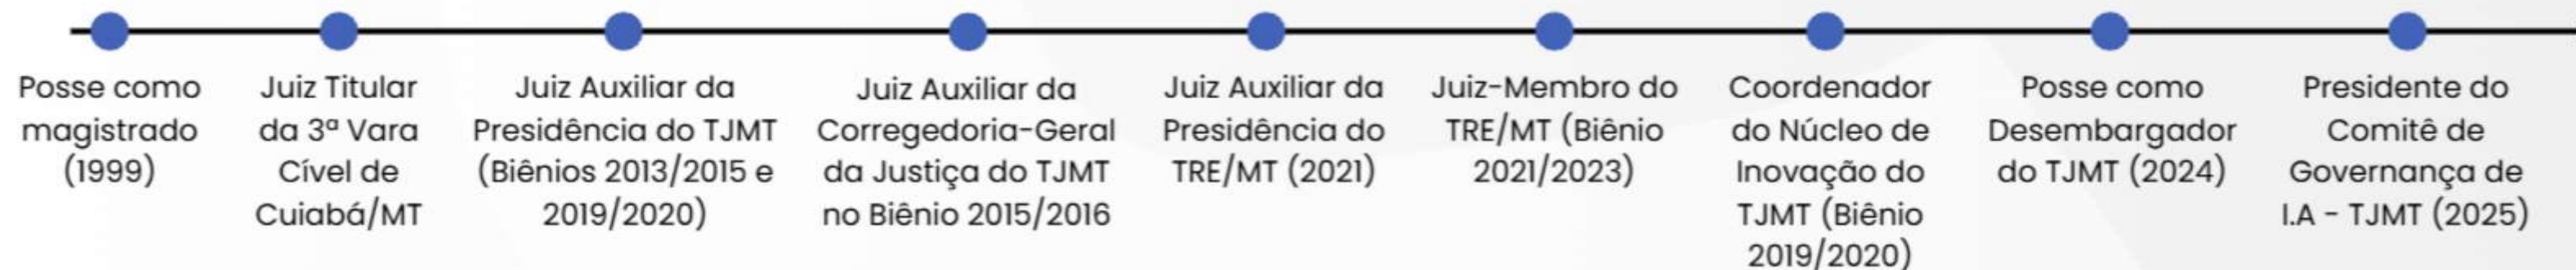 Posse como
magistrado
(1999)
Juiz Titular
da 3ª Vara
Cível de
Cuiabá/MT
Juiz Auxiliar da
Presidência do TJMT
(Biênios 2013/2015 e
2019/2020)
Juiz Auxiliar da
Corregedoria-Geral
da Justiça do TJMT
no Biênio 2015/2016
Juiz Auxiliar da
Presidência do
TRE/MT (2021)
Juiz-Membro do
TRE/MT (Biênio
2021/2023)
Coordenador
do Núcleo de
Inovação do
TJMT (Biênio
2019/2020)
Posse como
Desembargador
do TJMT (2024)
Presidente do
Comitê de
Governança de
I.A - TJMT (2025)